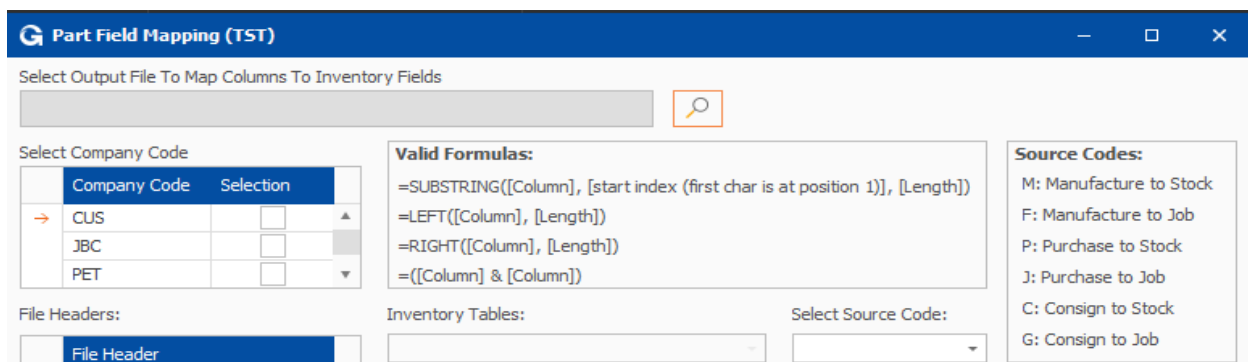 Part Field Mapping (TST)
Select Output File To Map Columns To Inventory Fields
Select Company Code
Company Code Selection
CUS
JBC
PET
Valid Formulas:
=SUBSTRING([Column], [start index (first char is at position 1)], [Length])
=LEFT([Column], [Length])
=RIGHT([Column], [Length])
=([Column] & [Column])
Source Codes:
M: Manufacture to Stock
F: Manufacture to Job
P: Purchase to Stock
J: Purchase to Job
C: Consign to Stock
G: Consign to Job
File Headers:
File Header
Inventory Tables:
Select Source Code: